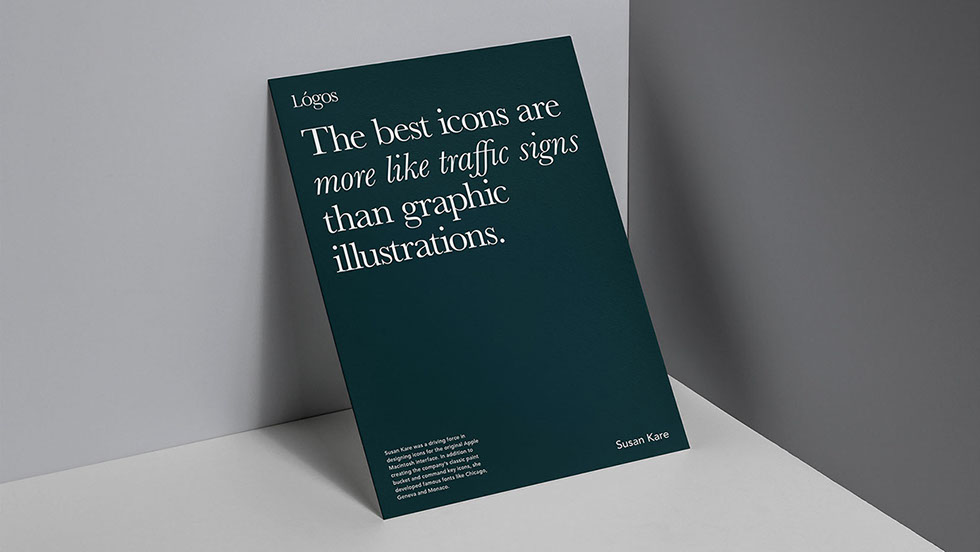 Lógos
The best icons are
more like traffic signs
than graphic
illustrations.
Susan Kare was a driving force in
designing icons for the original Apple
Macintosh interface. In addition to
creating the company's classic paint
bucket and command key icons, she
developed famous fonts like Chicago,
Geneva and Monaco.
Susan Kare